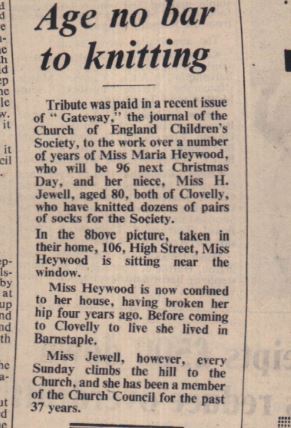 Age no bar
to knitting
Tribute was paid in a recent issue
of " Gateway," the journal of the
Church of England Children's
Society, to the work over a number
of years of Miss Maria Heywood,
who will be 96 next Christmas
Day, and her niece, Miss H.
Jewell, aged 80, both of Clovelly,
who have knitted dozens of pairs
of socks for the Society.
In the 8bove picture, taken in
their home, 106, High Street, Miss
Heywood is sitting near the
window.
Miss Heywood is now confined
to her house, having broken her
hip four years ago. Before coming
to Clovelly to live she lived in
Barnstaple.
Miss Jewell, however, every
Sunday climbs the hill to the
Church, and she has been a member
of the Church Council for the past
37 years.